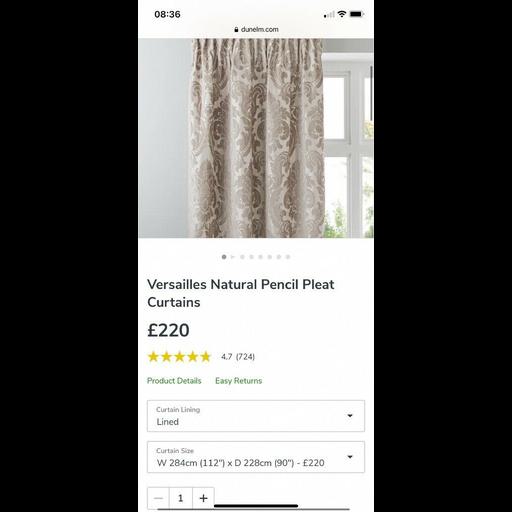 08:36
dunelm.com
Versailles Natural Pencil Pleat
Curtains
£220
4.7 (724)
Product Details Easy Returns
Curtain Lining
Lined
Curtain Size
W 284cm (112") x D 228cm (90") - £220
− 1 +